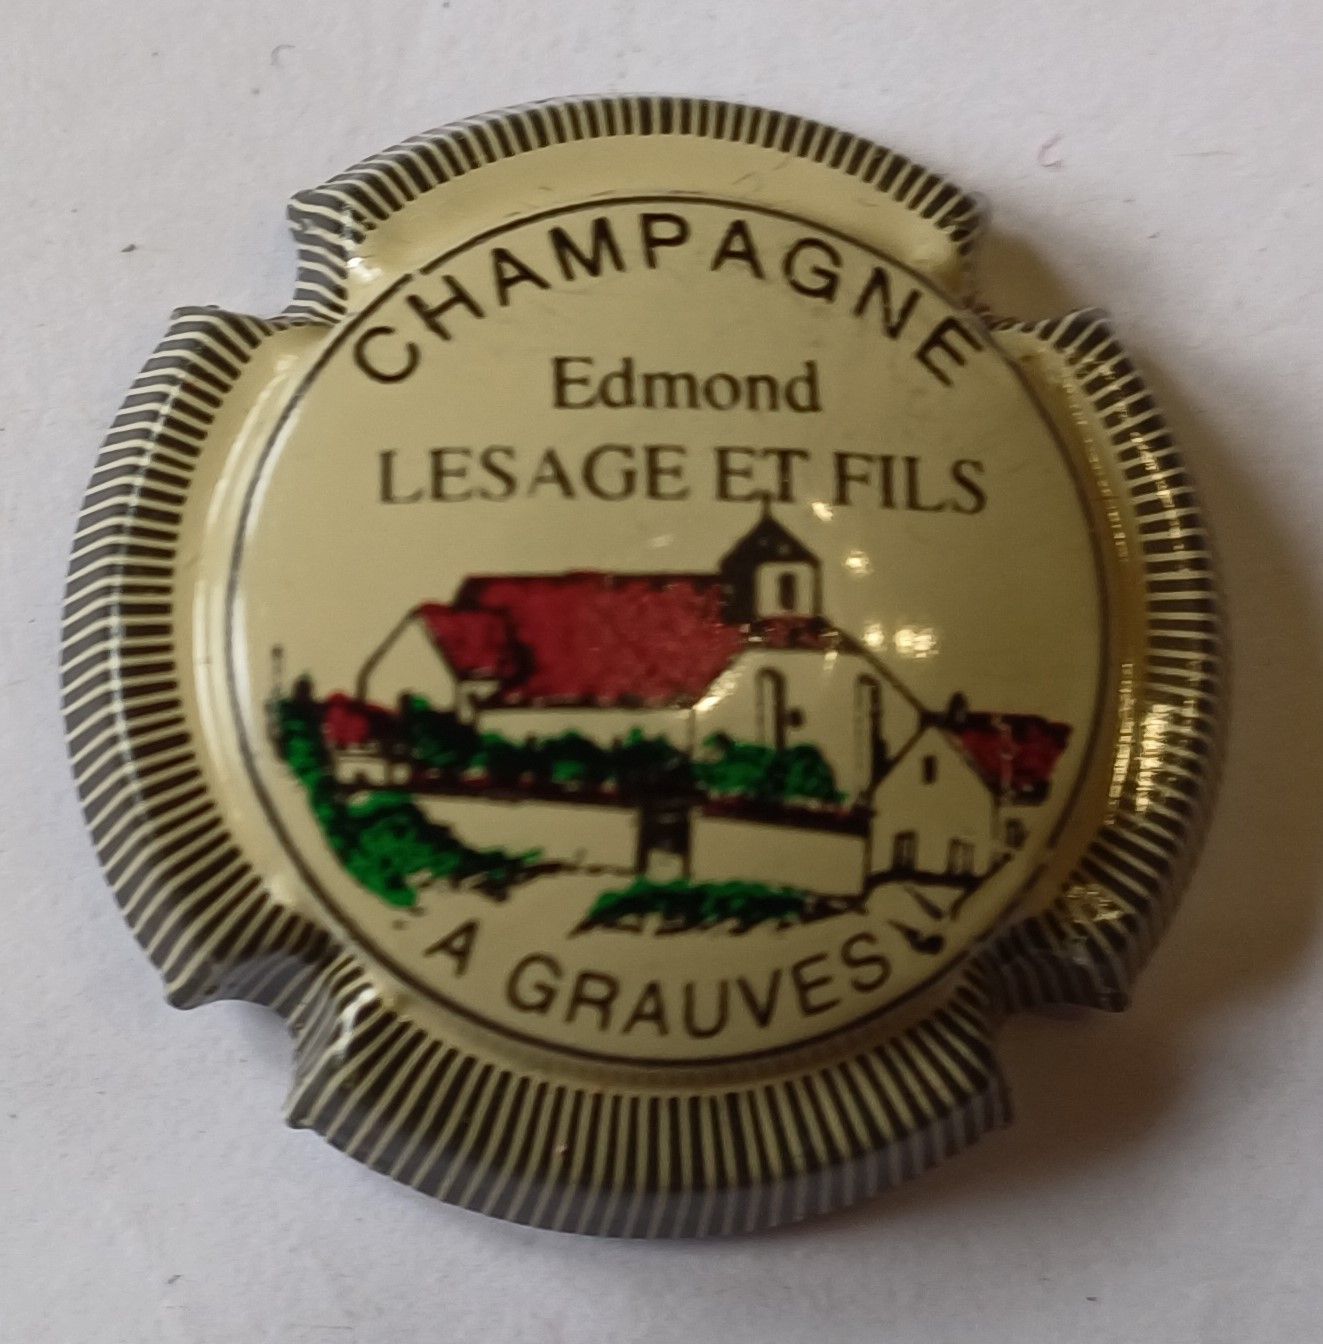 CHAMPAGNE
Edmond
LESAGE ET FILS
A GRAUVES